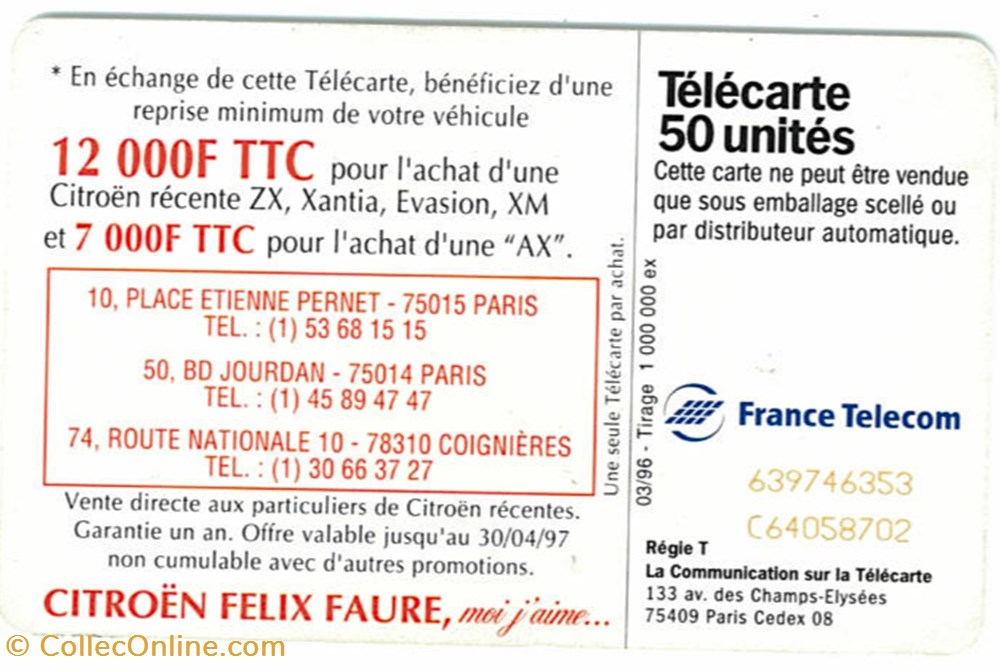 * En échange de cette Télécarte, bénéficiez d'une
reprise minimum de votre véhicule
12 000F TTC pour l'achat d'une
Citroën récente ZX, Xantia, Evasion, XM
et 7 000F TTC pour l'achat d'une "AX".
10, PLACE ETIENNE PERNET - 75015 PARIS
TEL. : (1) 53 68 15 15
50, BD JOURDAN - 75014 PARIS
TEL. : (1) 45 89 47 47
74, ROUTE NATIONALE 10 - 78310 COIGNIÈRES
TEL. : (1) 30 66 37 27
Vente directe aux particuliers de Citroën récentes.
Garantie un an. Offre valable jusqu'au 30/04/97
non cumulable avec d'autres promotions.
CITROËN FELIX FAURE, moi j'aime...
Une seule Télécarte par achat.
03/96 - Tirage 1 000 000 ex
Télécarte
50 unités
Cette carte ne peut être vendue
que sous emballage scellé ou
par distributeur automatique.
France Telecom
639746353
C64058702
Régie T
La Communication sur la Télécarte
133 av. des Champs-Elysées
75409 Paris Cedex 08
© CollecOnline.com